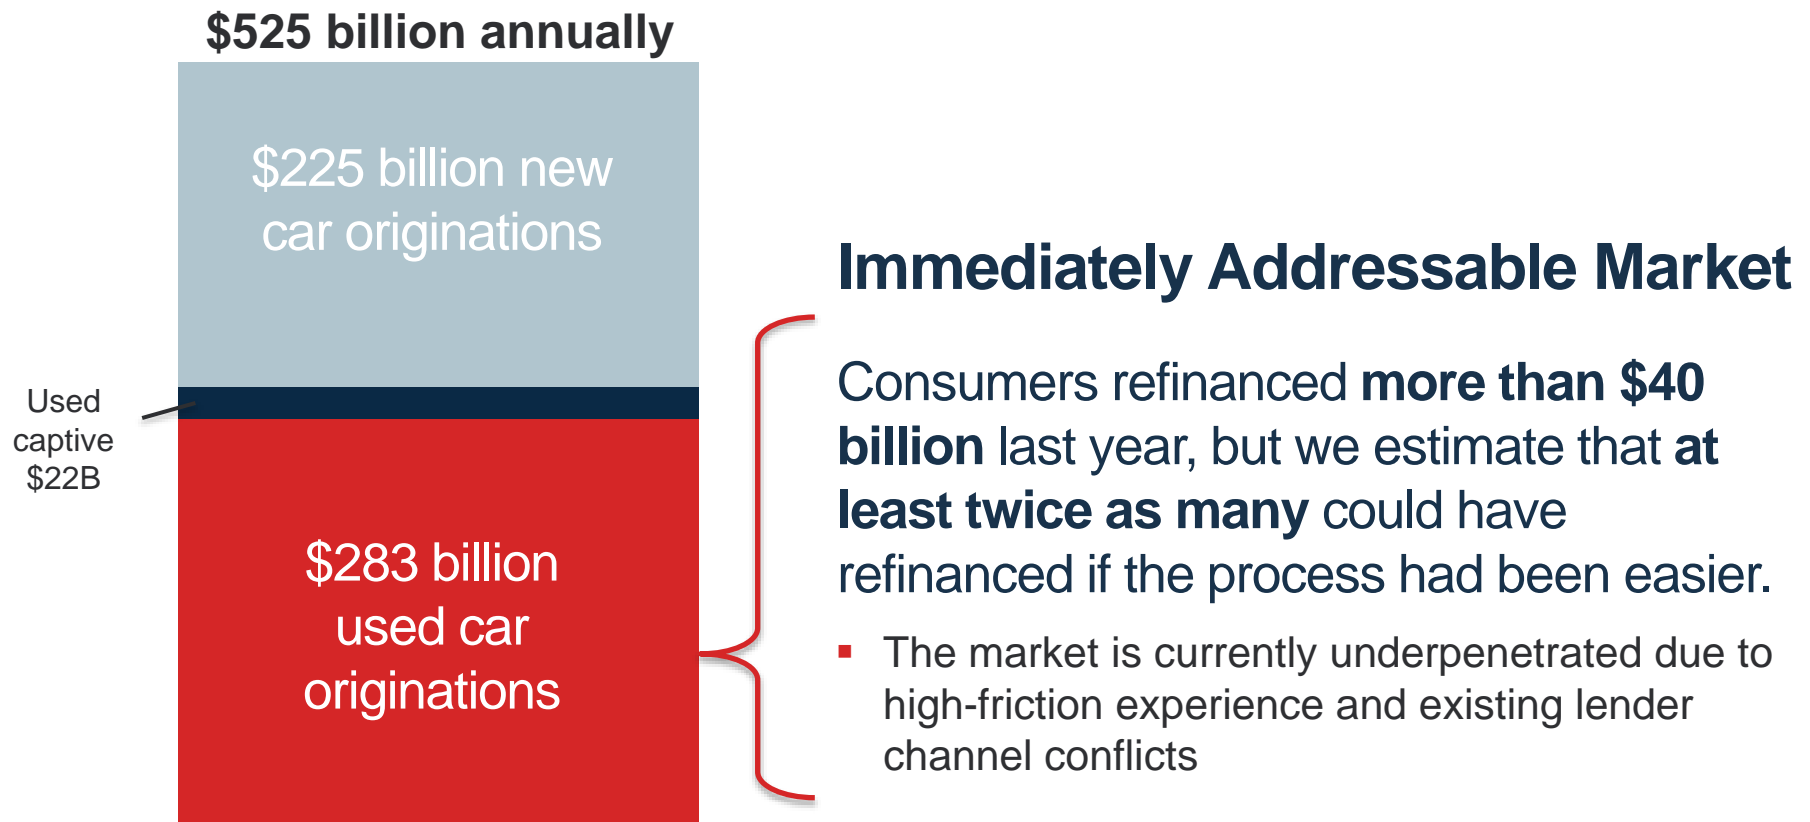 $525 billion annually
$225 billion new
car originations
Used
captive
$22B
$283 billion
used car
originations
Immediately Addressable Market
Consumers refinanced more than $40
billion last year, but we estimate that at
least twice as many could have
refinanced if the process had been easier.
▪ The market is currently underpenetrated due to
high-friction experience and existing lender
channel conflicts